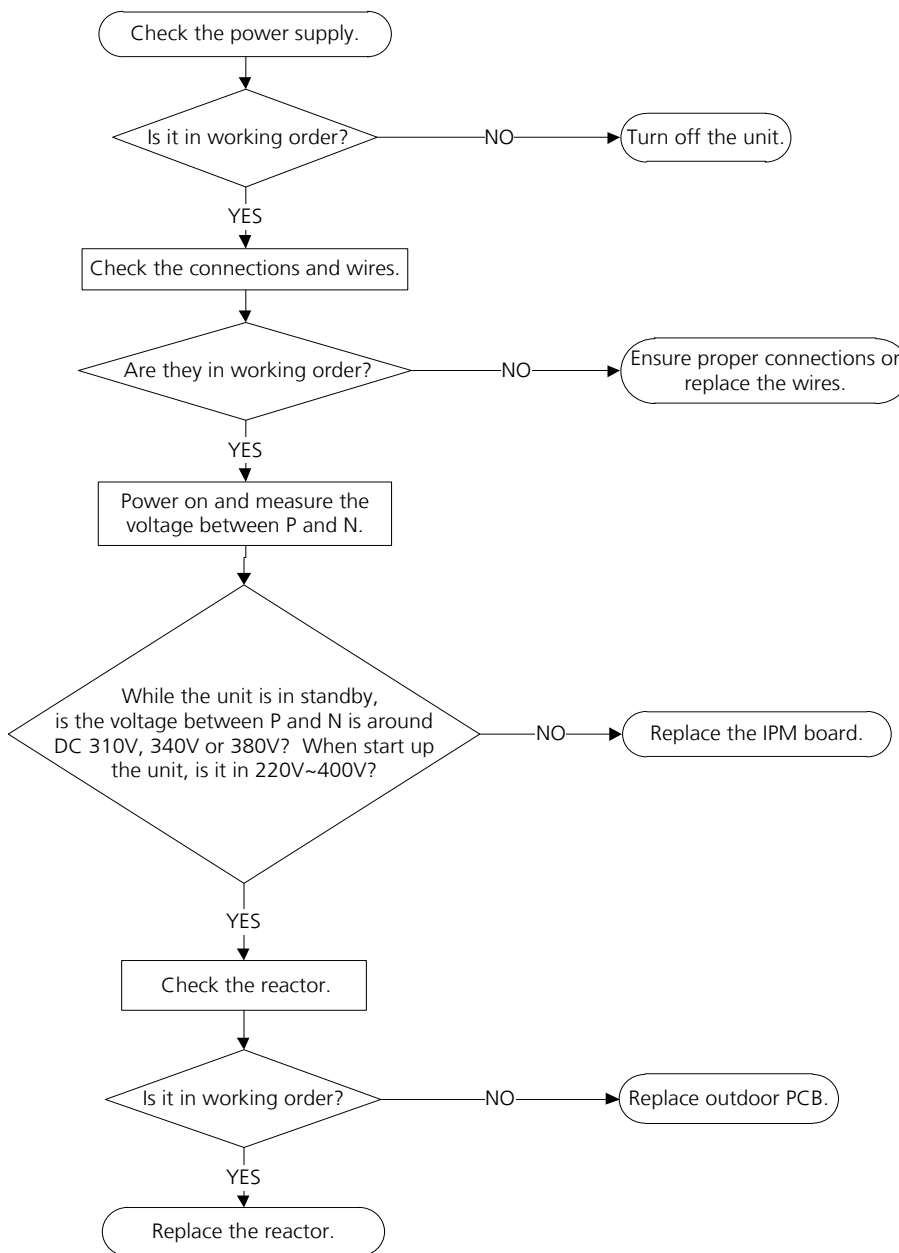 Check the power supply.
Is it in working order?
NO
Turn off the unit.
YES
Check the connections and wires.
Are they in working order?
NO
Ensure proper connections or
replace the wires.
YES
Power on and measure the
voltage between P and N.
While the unit is in standby,
is the voltage between P and N is around
DC 310V, 340V or 380V?  When start up
the unit, is it in 220V~400V?
NO
Replace the IPM board.
YES
Check the reactor.
Is it in working order?
NO
Replace outdoor PCB.
YES
Replace the reactor.